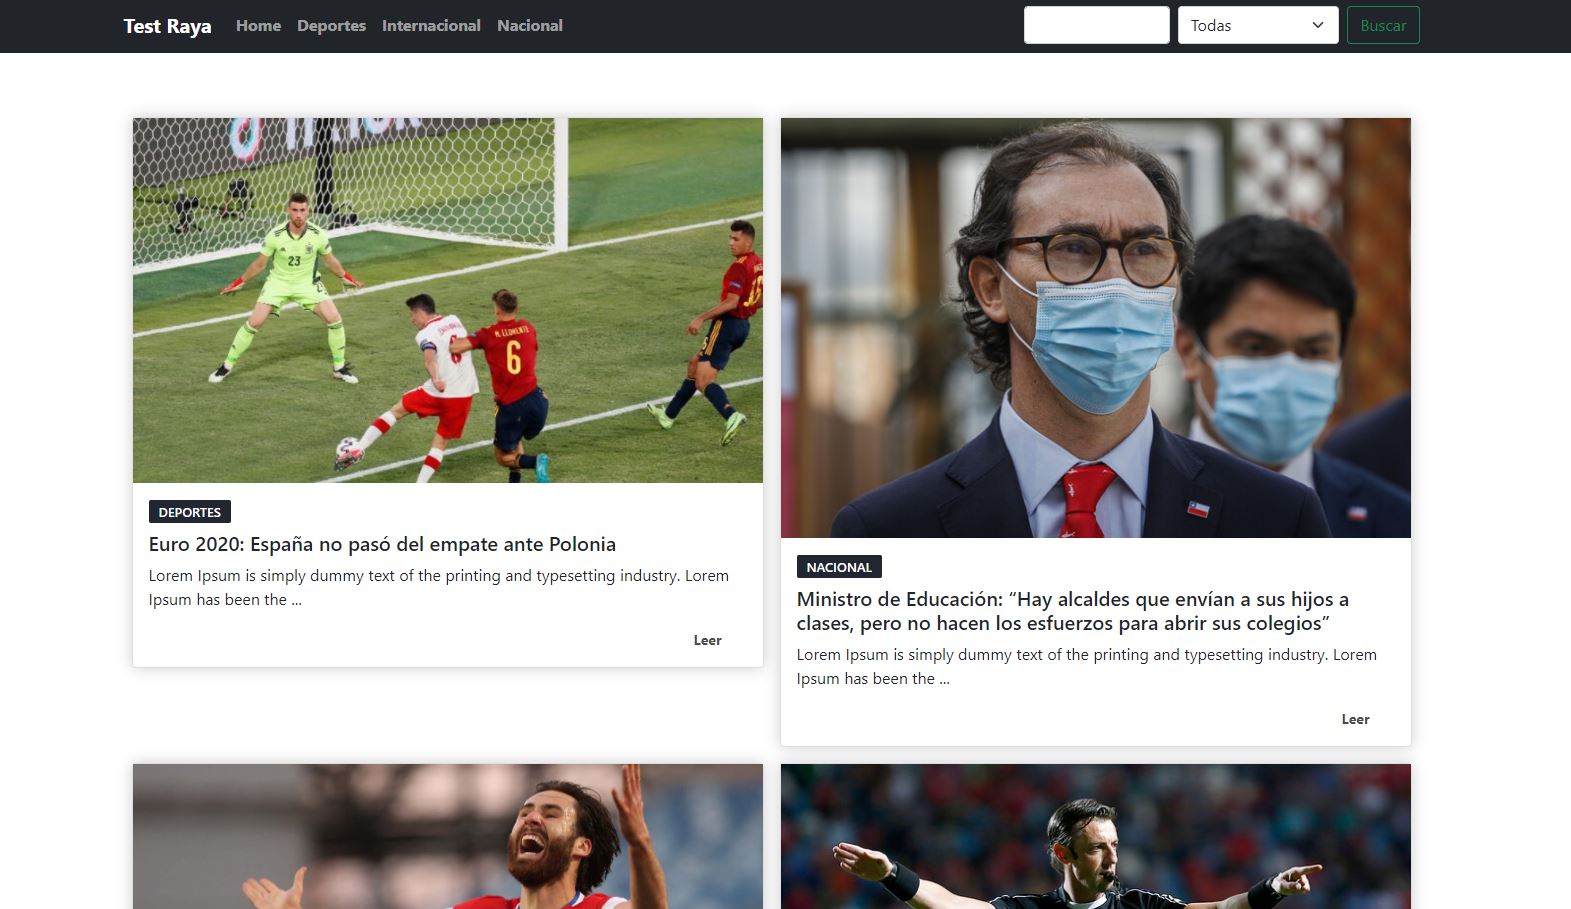 Test Raya Home Deportes Internacional Nacional Todas Buscar
23
M. LLORENTE
6
DEPORTES
Euro 2020: España no pasó del empate ante Polonia
Lorem Ipsum is simply dummy text of the printing and typesetting industry. Lorem
Ipsum has been the ...
Leer
NACIONAL
Ministro de Educación: “Hay alcaldes que envían a sus hijos a
clases, pero no hacen los esfuerzos para abrir sus colegios”
Lorem Ipsum is simply dummy text of the printing and typesetting industry. Lorem
Ipsum has been the ...
Leer